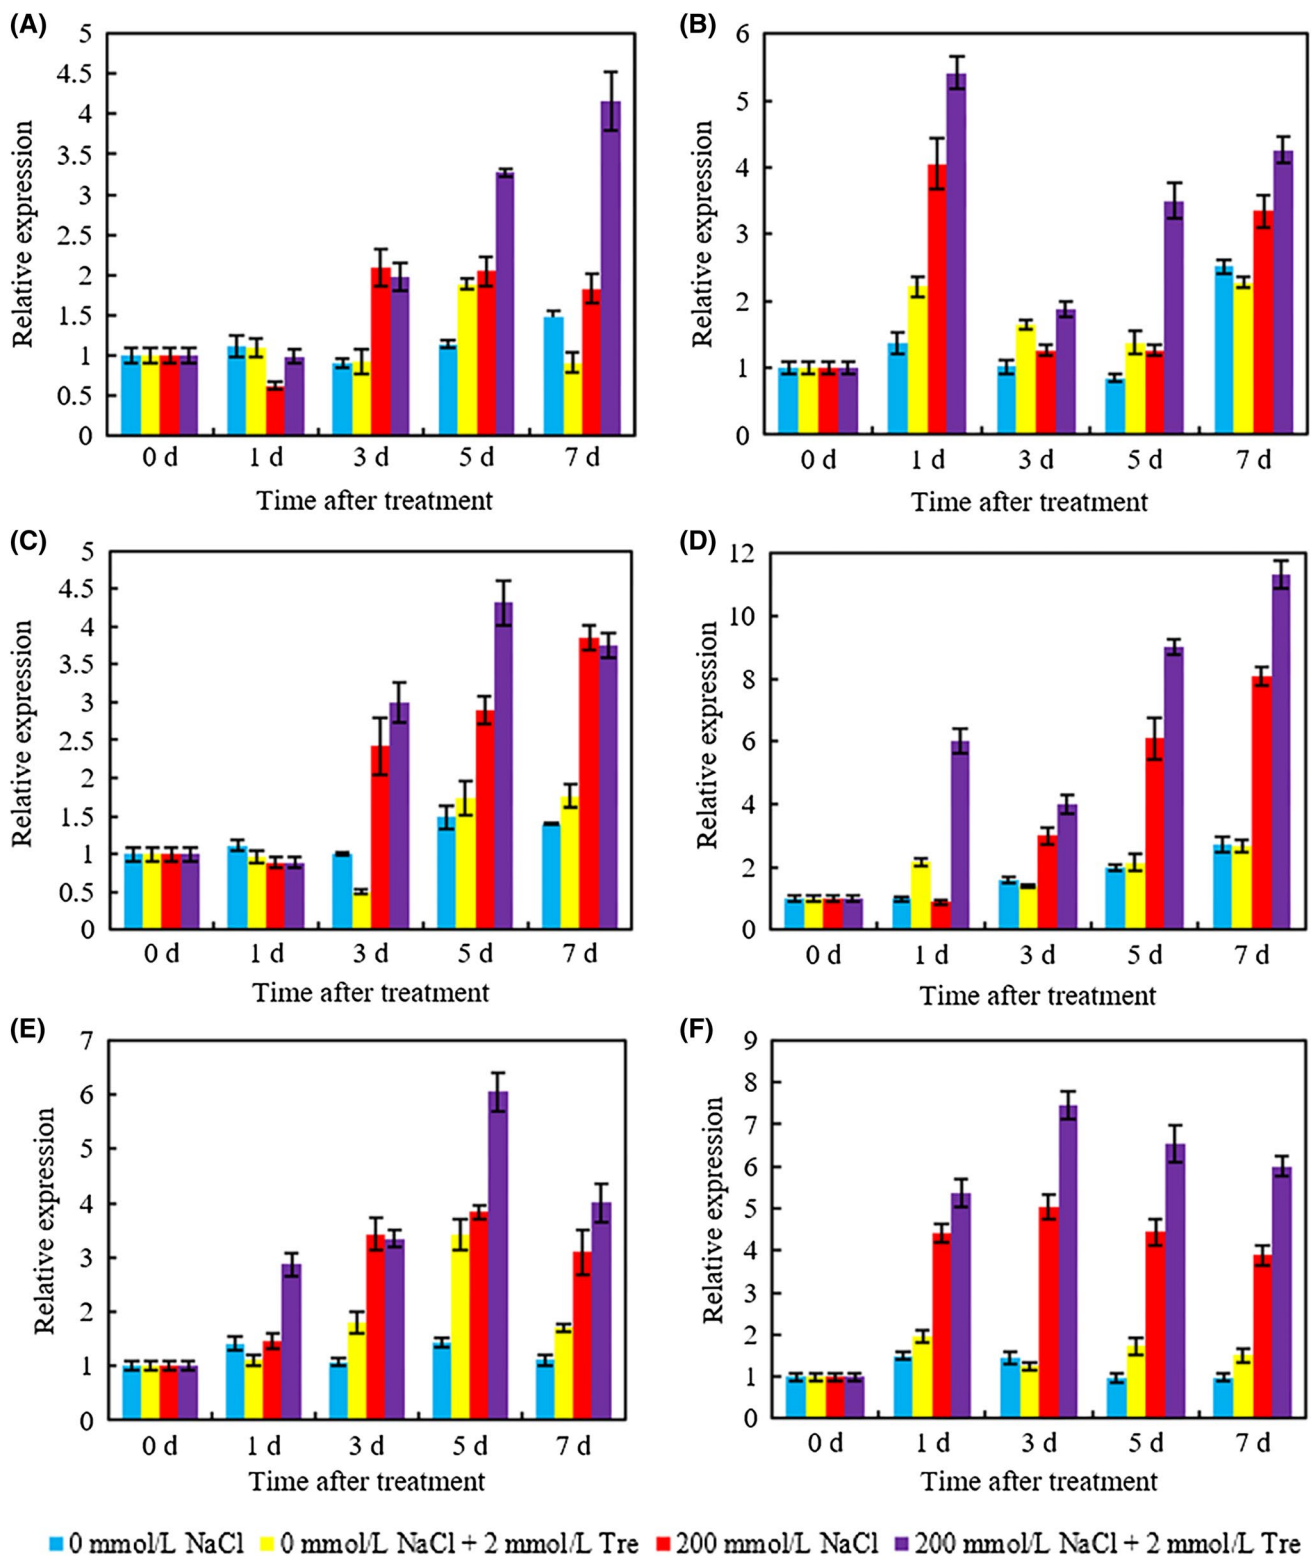 (A)
5
4.5
4
3.5
3
2.5
2
1.5
1
0.5
0
Relative expression
0 d 1 d 3 d 5 d 7 d
Time after treatment
(B)
6
5
4
3
2
1
0
Relative expression
0 d 1 d 3 d 5 d 7 d
Time after treatment
(C)
5
4.5
4
3.5
3
2.5
2
1.5
1
0.5
0
Relative expression
0 d 1 d 3 d 5 d 7 d
Time after treatment
(D)
12
10
8
6
4
2
0
Relative expression
0 d 1 d 3 d 5 d 7 d
Time after treatment
(E)
7
6
5
4
3
2
1
0
Relative expression
0 d 1 d 3 d 5 d 7 d
Time after treatment
(F)
9
8
7
6
5
4
3
2
1
0
Relative expression
0 d 1 d 3 d 5 d 7 d
Time after treatment
0 mmol/L NaCl 0 mmol/L NaCl + 2 mmol/L Tre 200 mmol/L NaCl 200 mmol/L NaCl + 2 mmol/L Tre